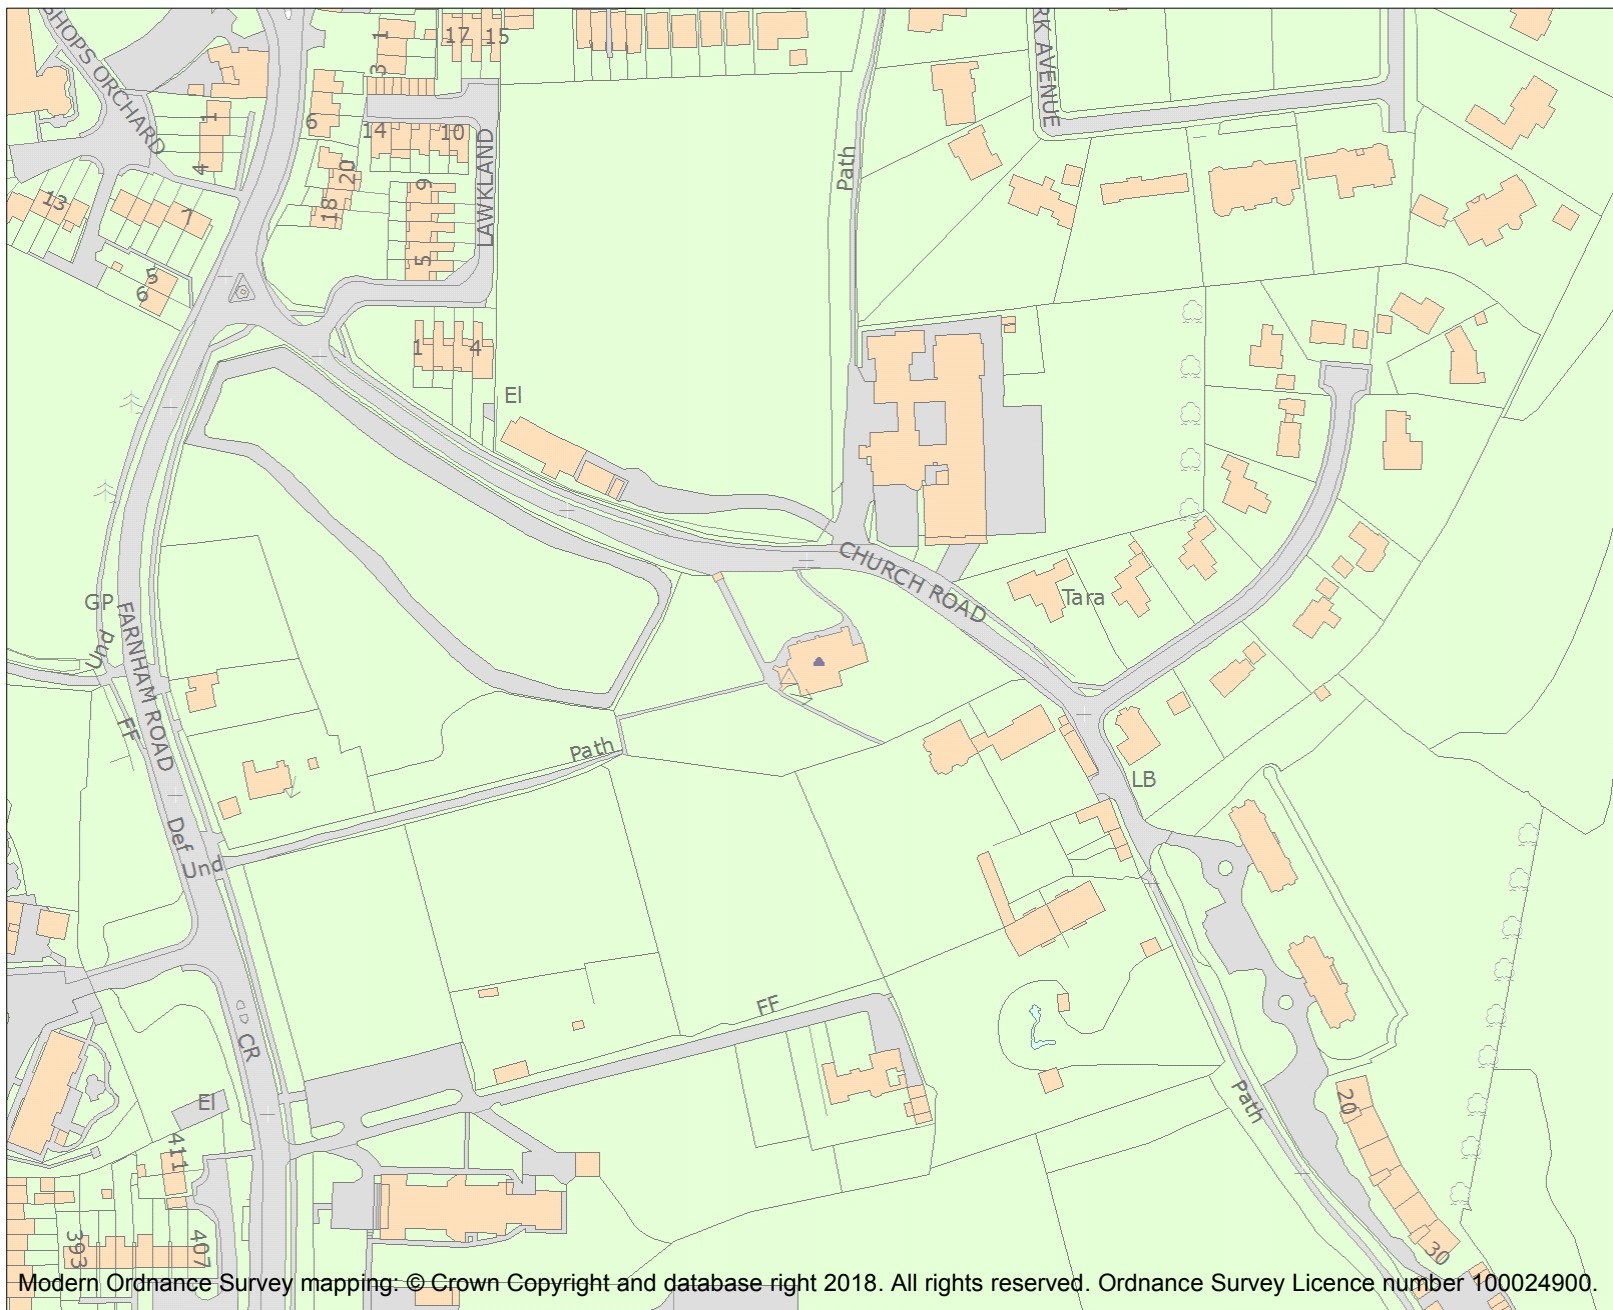 SHOPS ORCHARD
1
3
17
15
RK AVENUE
6
14
10
1
4
20
18
9
5
LAWKLAND
Path
13
7
5
6
1
4
El
CHURCH ROAD
Tara
GP
Und
FARNHAM ROAD
FF
Path
LB
Def
Und
FF
CR
El
411
Path
20
393
407
30
Modern Ordnance Survey mapping: © Crown Copyright and database right 2018. All rights reserved. Ordnance Survey Licence number 100024900.